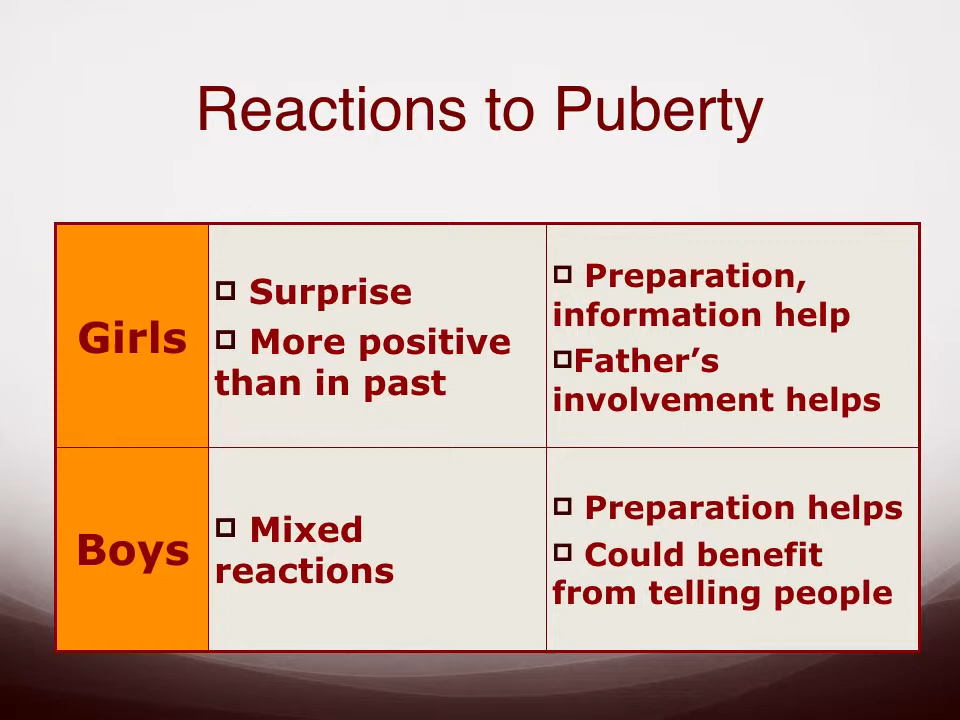 Reactions to Puberty
Girls
Surprise
More positive
than in past
Preparation,
information help
Father’s
involvement helps
Boys
Mixed
reactions
Preparation helps
Could benefit
from telling people